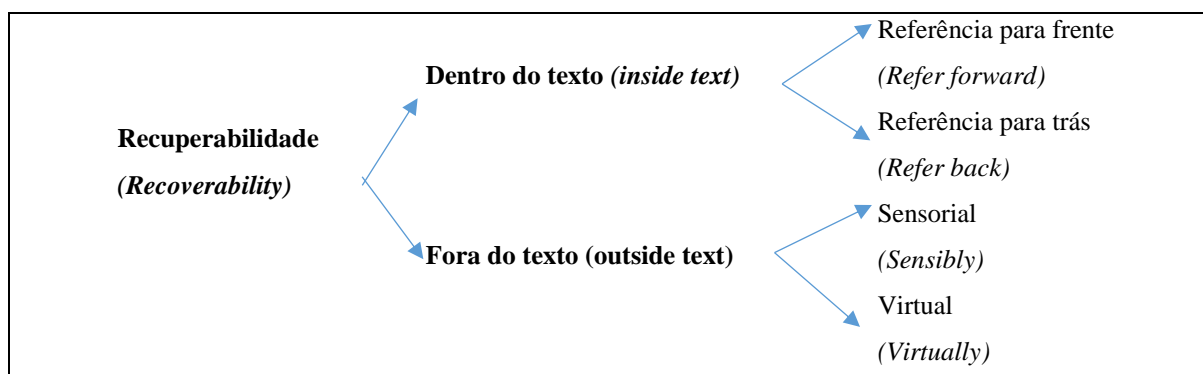 Recuperabilidade
(Recoverability)
Dentro do texto (inside text)
Referência para frente
(Refer forward)
Referência para trás
(Refer back)
Fora do texto (outside text)
Sensorial
(Sensibly)
Virtual
(Virtually)